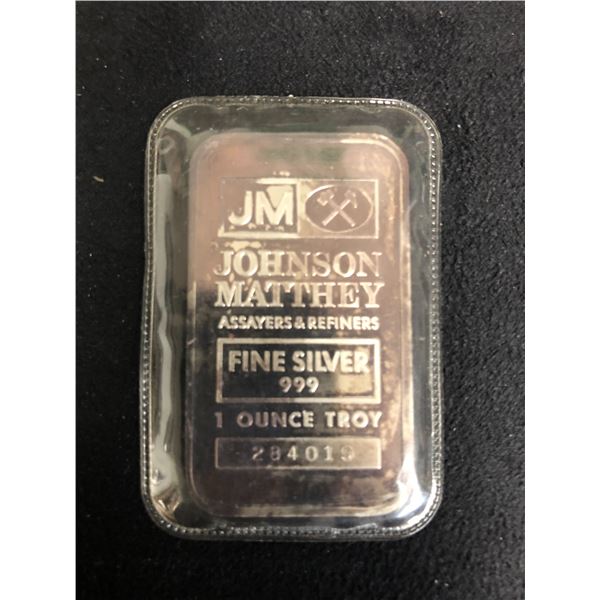 JM
JOHNSON
MATTHEY
ASSAYERS & REFINERS
FINE SILVER
999
1 OUNCE TROY
284019